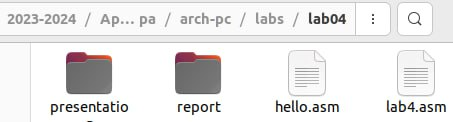 2023-2024 / Ap… pa / arch-pc / labs / lab04
presentatio report hello.asm lab4.asm